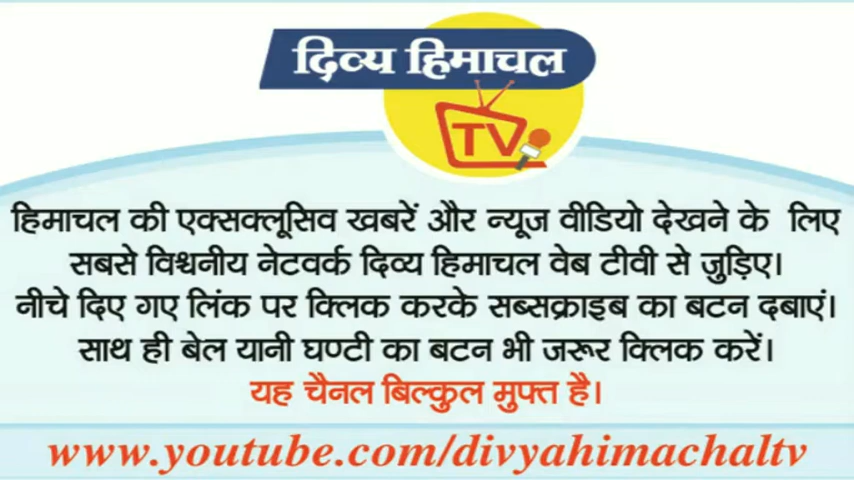 दिव्य हिमाचल
TV
हिमाचल की एक्सक्लूसिव खबरें और न्यूज वीडियो देखने के लिए
सबसे विश्वनीय नेटवर्क दिव्य हिमाचल वेब टीवी से जुड़िए।
नीचे दिए गए लिंक पर क्लिक करके सब्सक्राइब का बटन दबाएं।
साथ ही बेल यानी घण्टी का बटन भी जरूर क्लिक करें।
यह चैनल बिल्कुल मुफ्त है।
www.youtube.com/divyahimachaltv